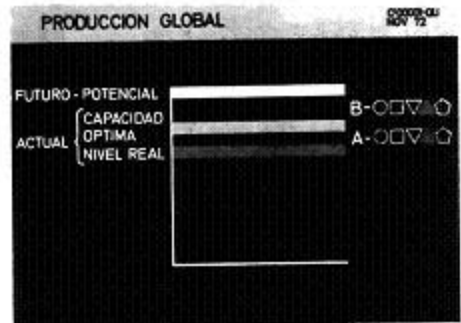 PRODUCCION GLOBAL
NOV 72
FUTURO - POTENCIAL
ACTUAL
CAPACIDAD
OPTIMA
NIVEL REAL
B-
A-